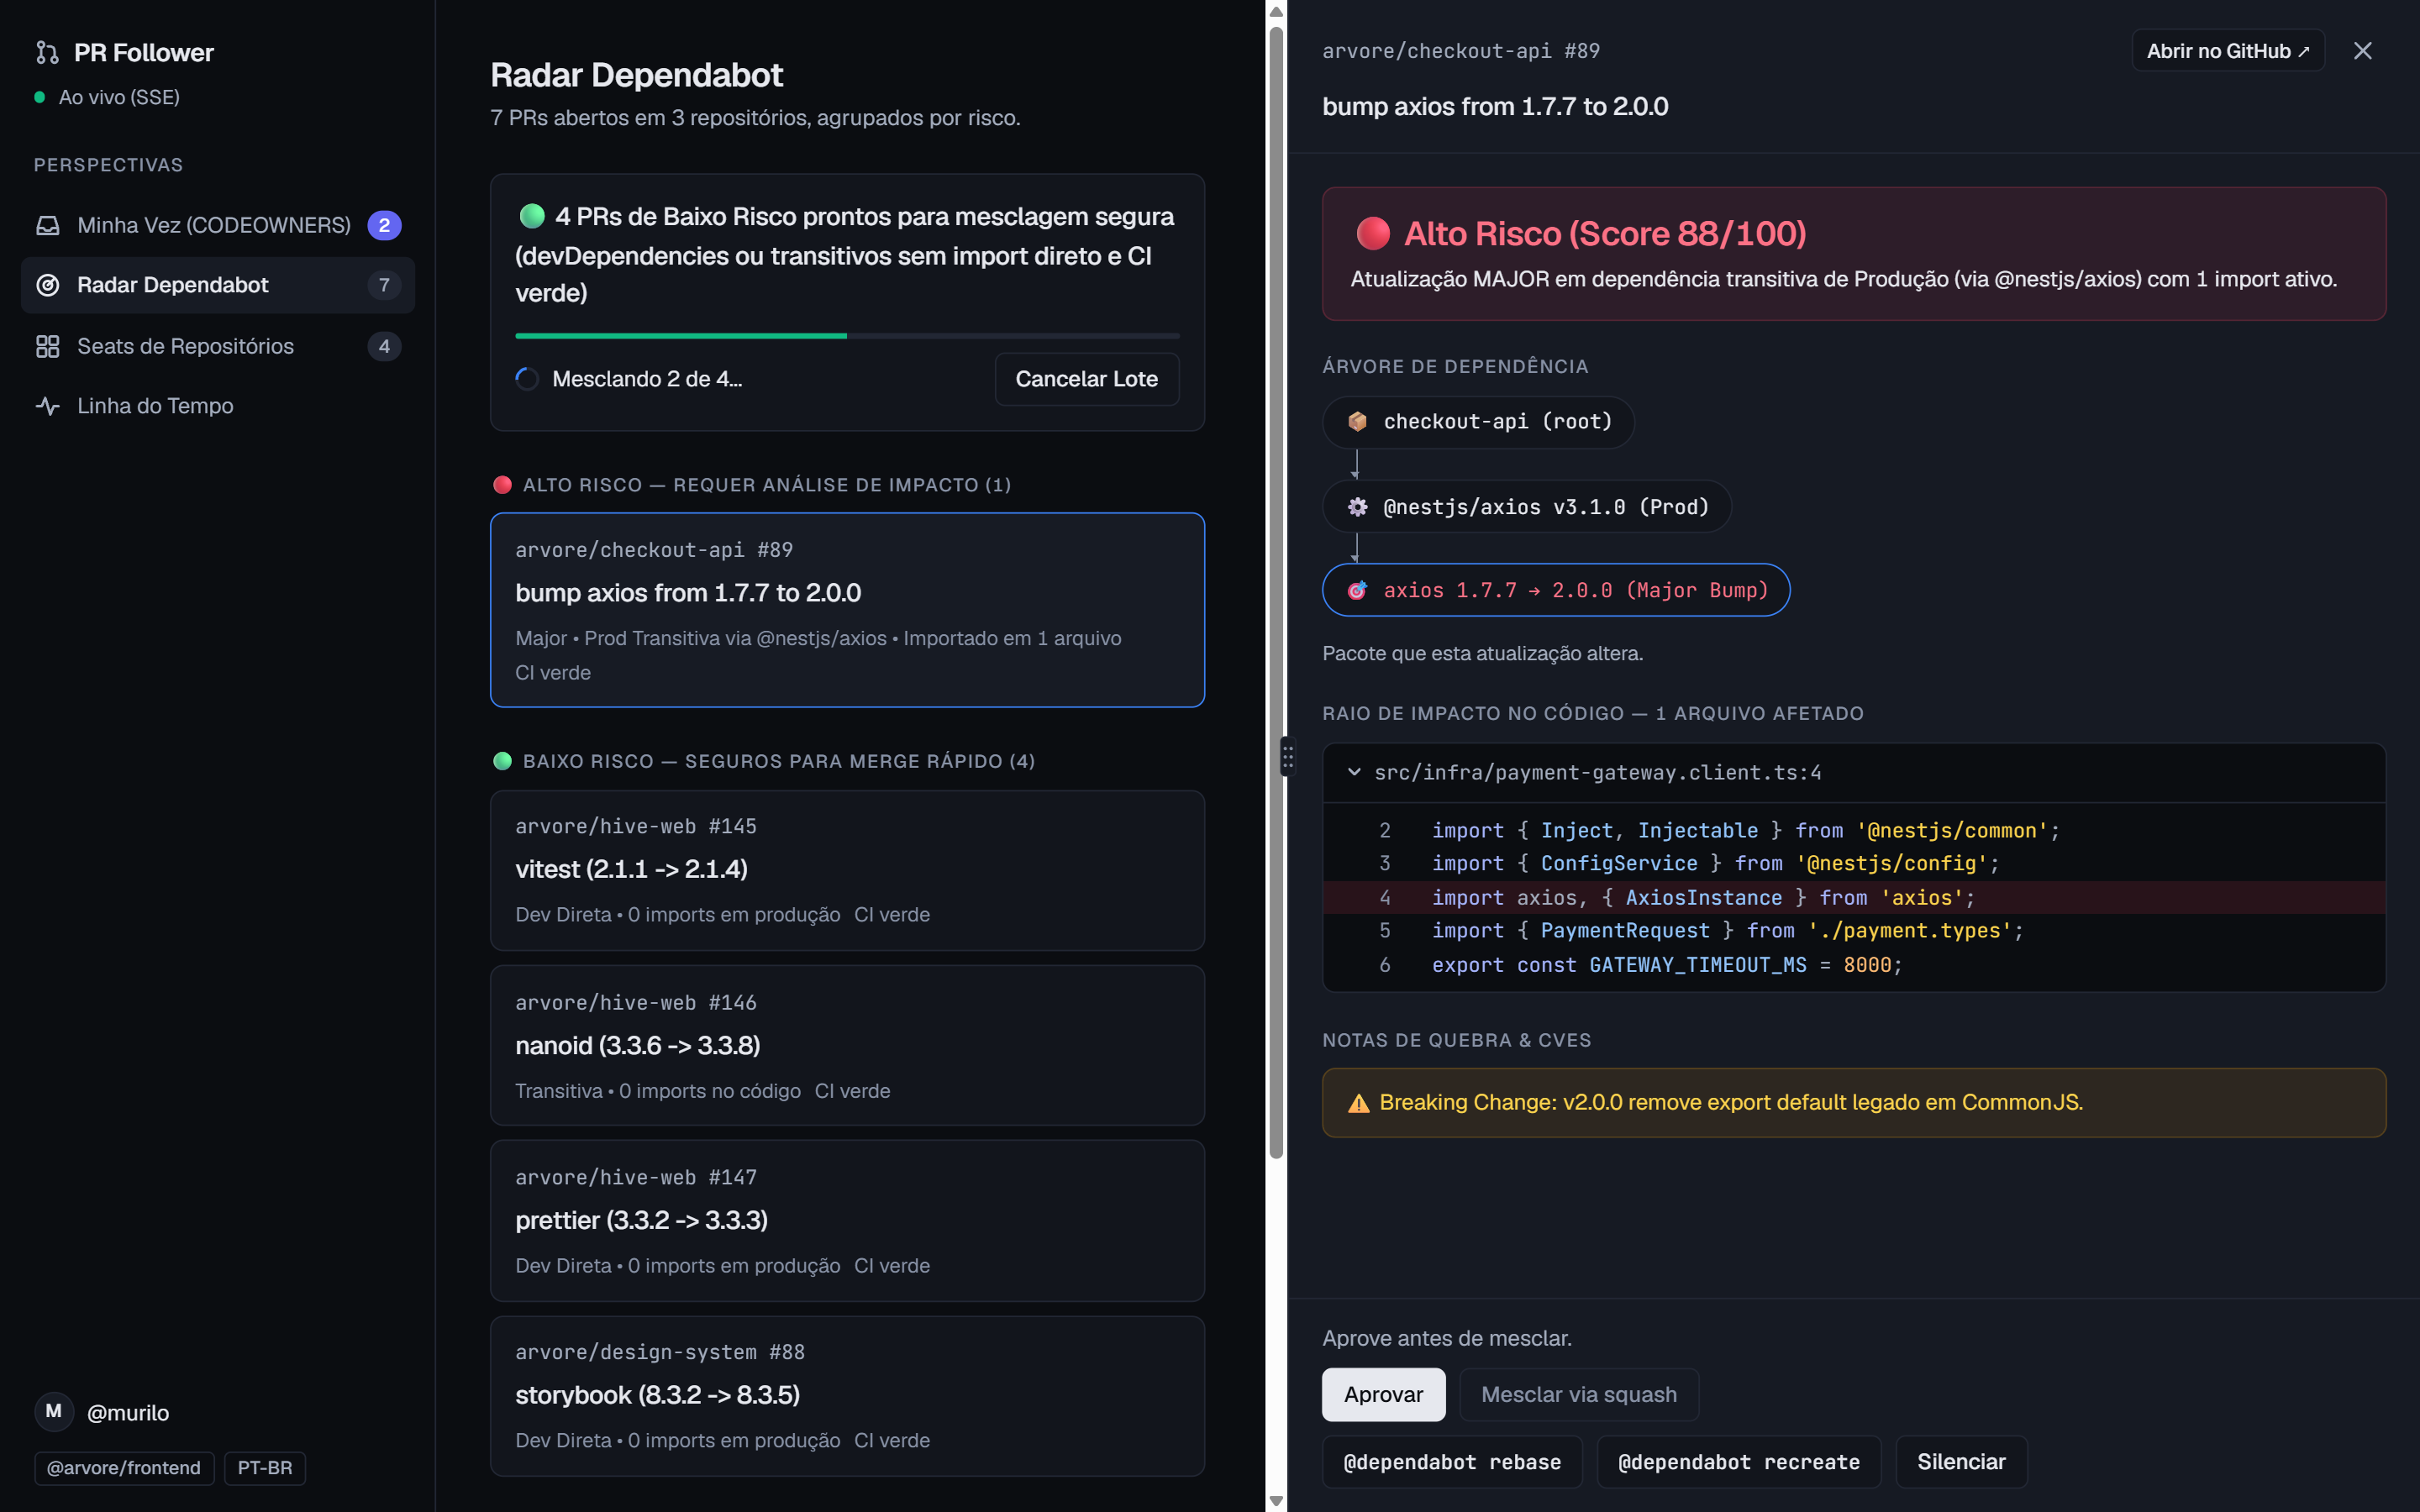 PR Follower
Ao vivo (SSE)
PERSPECTIVAS
Minha Vez (CODEOWNERS) 2
Radar Dependabot 7
Seats de Repositórios 4
Linha do Tempo
M @murilo
@arvore/frontend PT-BR
Radar Dependabot
7 PRs abertos em 3 repositórios, agrupados por risco.
4 PRs de Baixo Risco prontos para mesclagem segura
(devDependencies ou transitivos sem import direto e CI
verde)
Mesclando 2 de 4...
Cancelar Lote
ALTO RISCO — REQUER ANÁLISE DE IMPACTO (1)
arvore/checkout-api #89
bump axios from 1.7.7 to 2.0.0
Major • Prod Transitiva via @nestjs/axios • Importado em 1 arquivo
CI verde
BAIXO RISCO — SEGUROS PARA MERGE RÁPIDO (4)
arvore/hive-web #145
vitest (2.1.1 -> 2.1.4)
Dev Direta • 0 imports em produção CI verde
arvore/hive-web #146
nanoid (3.3.6 -> 3.3.8)
Transitiva • 0 imports no código CI verde
arvore/hive-web #147
prettier (3.3.2 -> 3.3.3)
Dev Direta • 0 imports em produção CI verde
arvore/design-system #88
storybook (8.3.2 -> 8.3.5)
Dev Direta • 0 imports em produção CI verde
arvore/checkout-api #89
Abrir no GitHub ↗
bump axios from 1.7.7 to 2.0.0
Alto Risco (Score 88/100)
Atualização MAJOR em dependência transitiva de Produção (via @nestjs/axios) com 1 import ativo.
ÁRVORE DE DEPENDÊNCIA
checkout-api (root)
@nestjs/axios v3.1.0 (Prod)
axios 1.7.7 → 2.0.0 (Major Bump)
Pacote que esta atualização altera.
RAIO DE IMPACTO NO CÓDIGO — 1 ARQUIVO AFETADO
src/infra/payment-gateway.client.ts:4
2 import { Inject, Injectable } from '@nestjs/common';
3 import { ConfigService } from '@nestjs/config';
4 import axios, { AxiosInstance } from 'axios';
5 import { PaymentRequest } from './payment.types';
6 export const GATEWAY_TIMEOUT_MS = 8000;
NOTAS DE QUEBRA & CVES
Breaking Change: v2.0.0 remove export default legado em CommonJS.
Aprove antes de mesclar.
Aprovar
Mesclar via squash
@dependabot rebase
@dependabot recreate
Silenciar